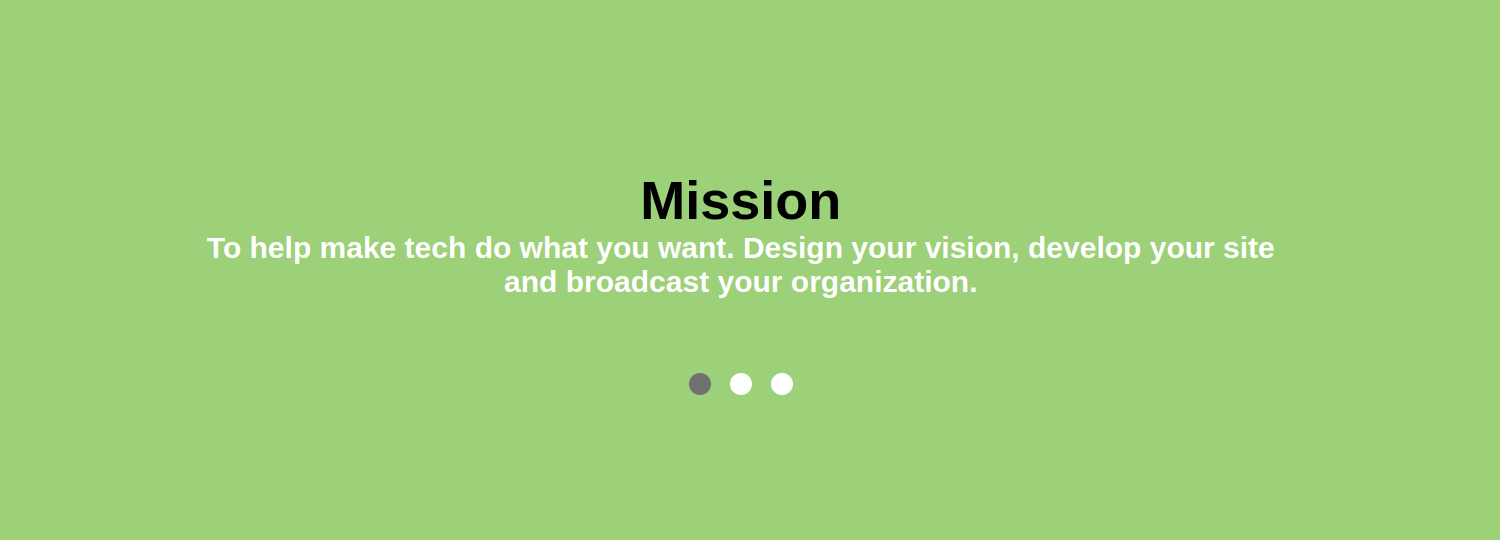 Mission
To help make tech do what you want. Design your vision, develop your site
and broadcast your organization.